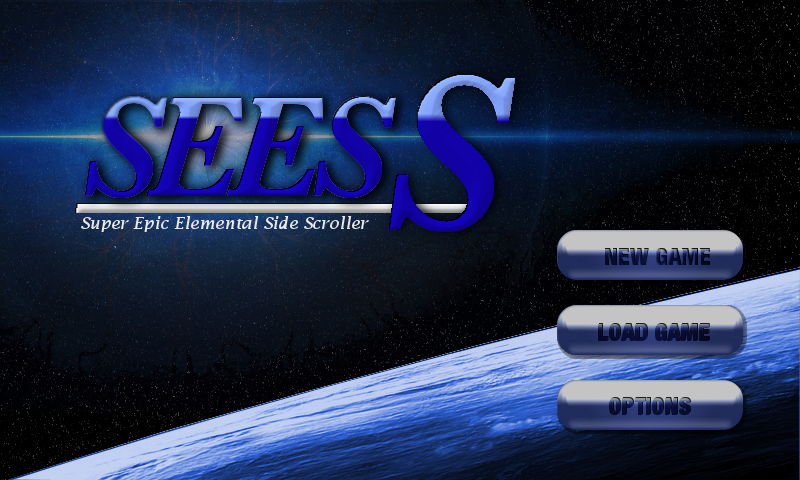 SEESS
Super Epic Elemental Side Scroller
NEW GAME
LOAD GAME
OPTIONS